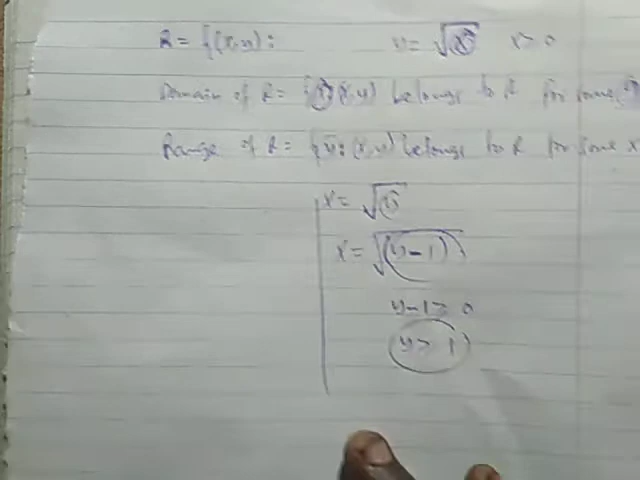 R = {(x,y): y = √x x > 0
Domain of R = {x: (x,y) belongs to R for some y
Range of R = {y: (x,y) belongs to R for some x
x = √y
x = √(y-1)
y-1 > 0
y > 1